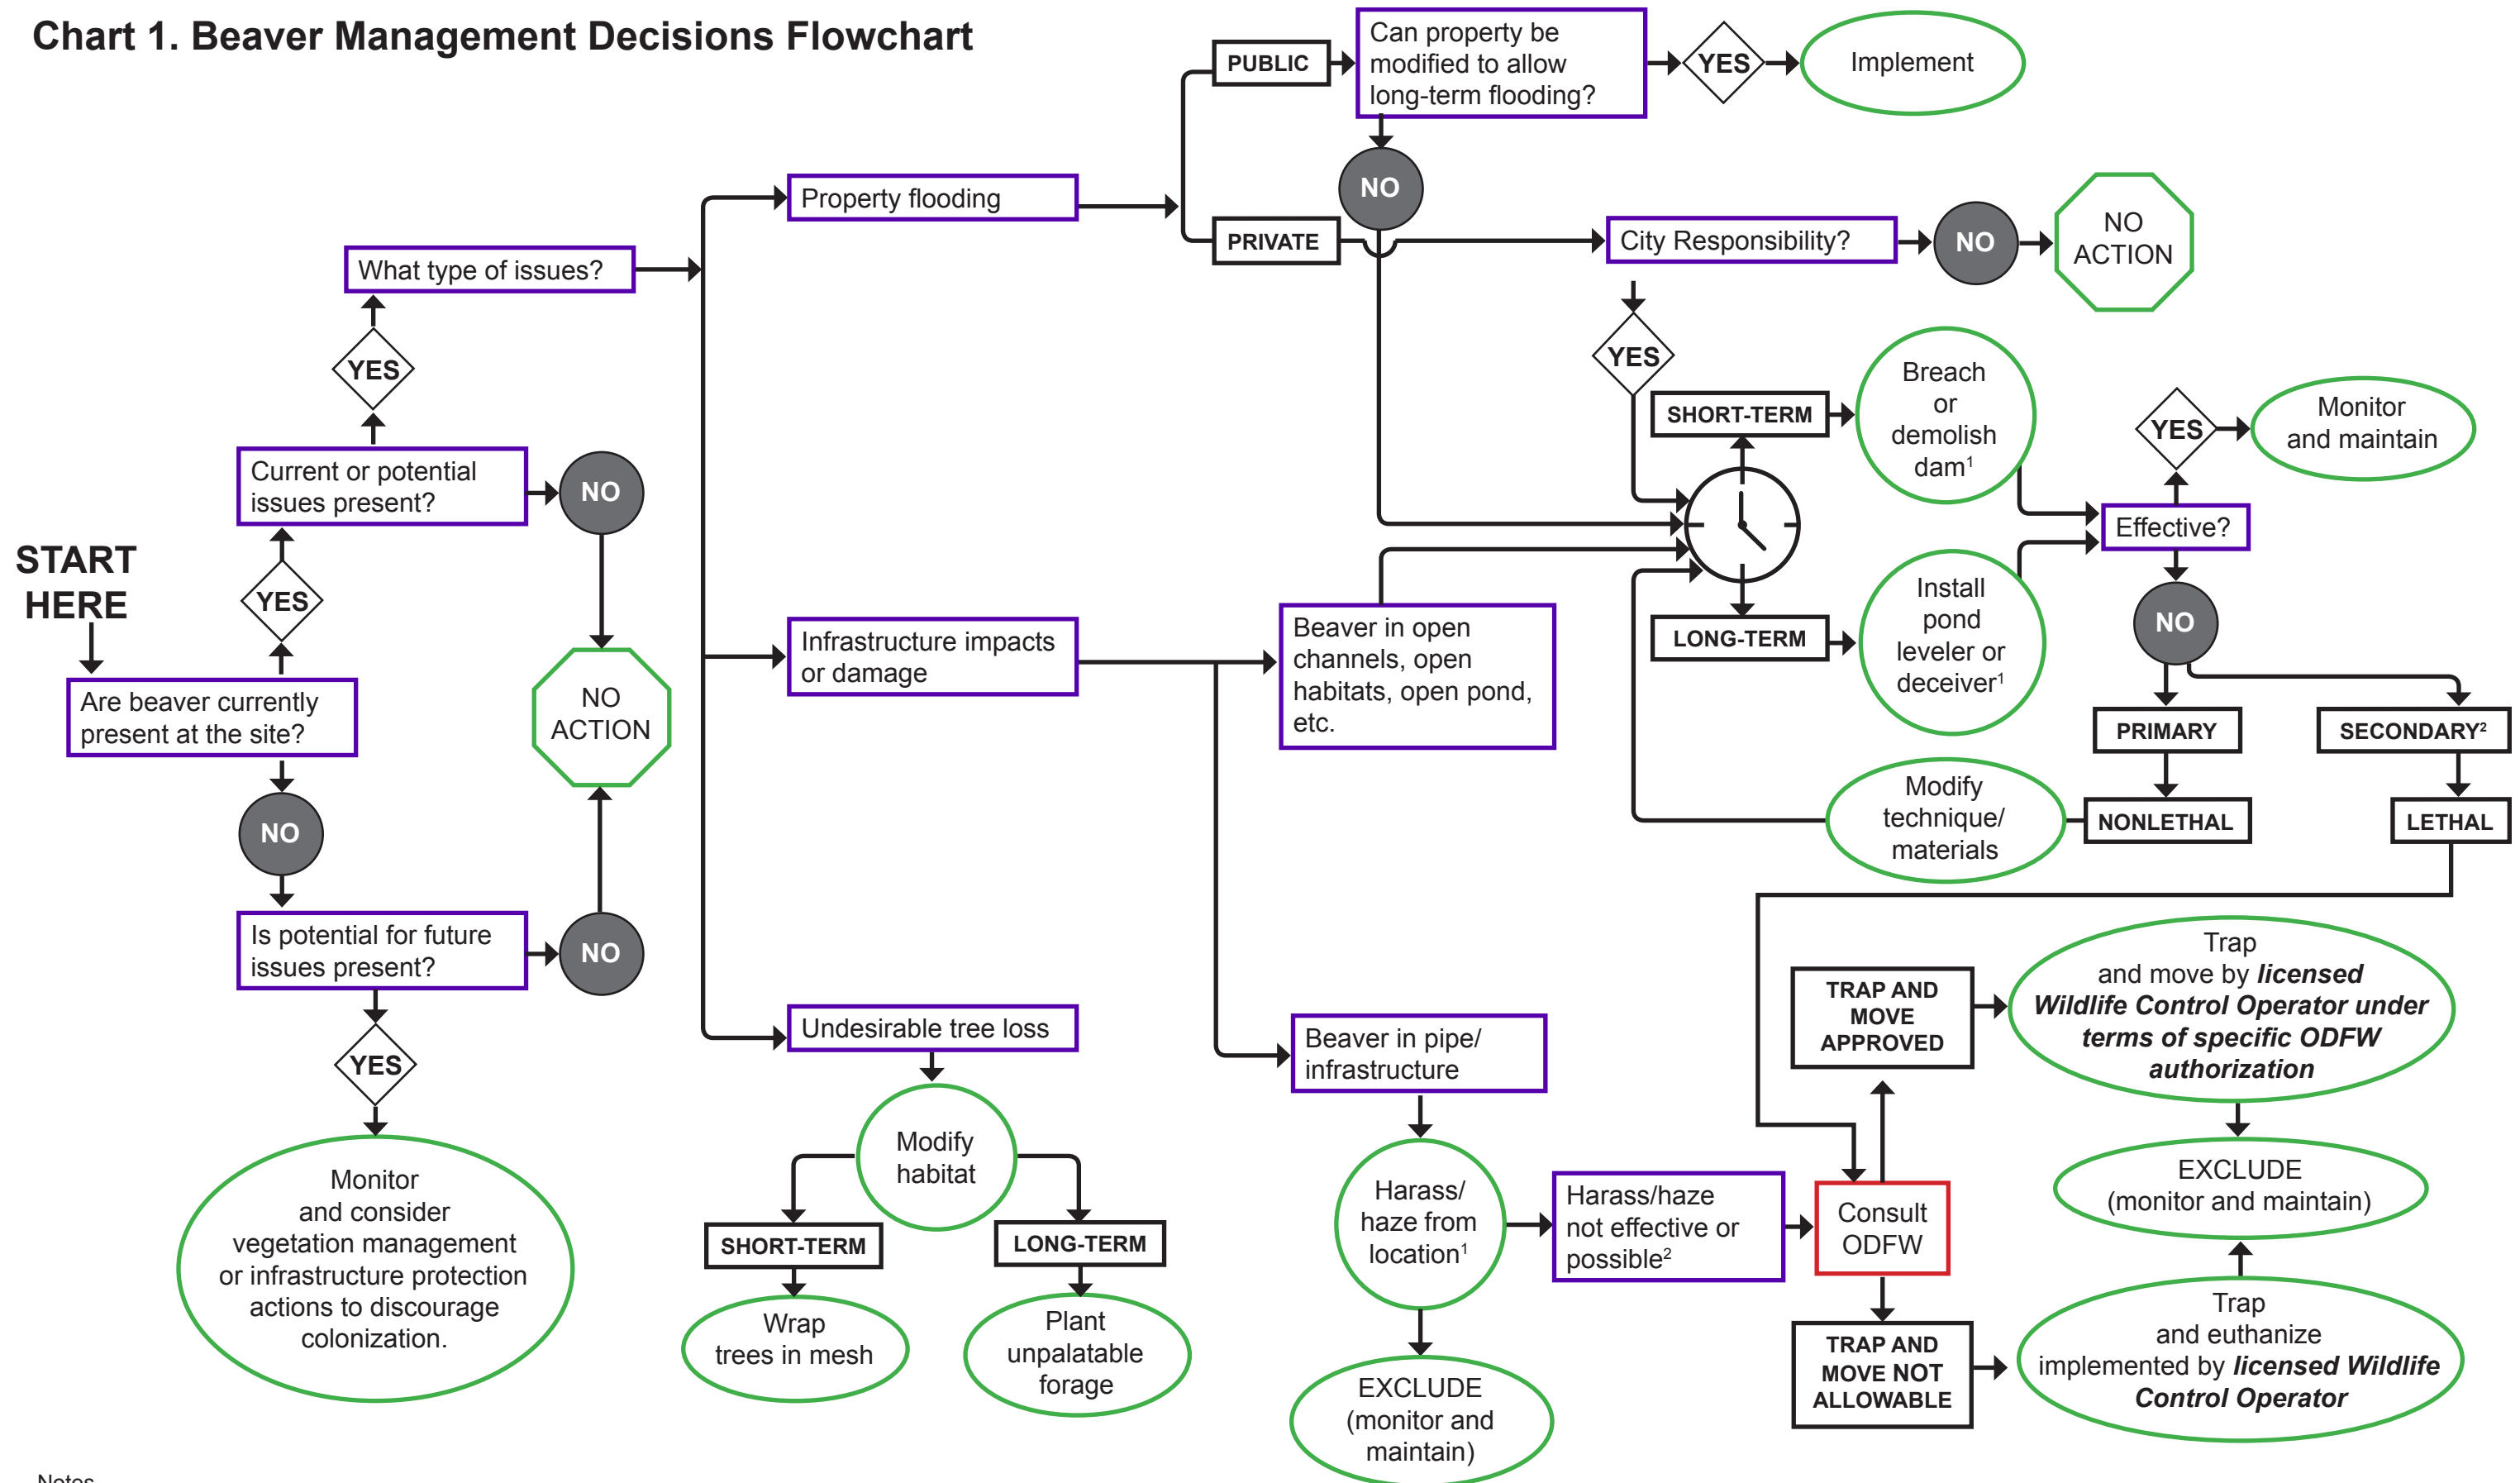 Chart 1. Beaver Management Decisions Flowchart
START
HERE
Are beaver currently
present at the site?
YES
Current or potential
issues present?
YES
What type of issues?
NO
NO
ACTION
NO
Is potential for future
issues present?
NO
YES
Monitor
and consider
vegetation management
or infrastructure protection
actions to discourage
colonization.
Property flooding
PUBLIC
Can property be
modified to allow
long-term flooding?
YES
Implement
NO
PRIVATE
City Responsibility?
NO
NO
ACTION
YES
SHORT-TERM
Breach
or
demolish
dam¹
LONG-TERM
Install
pond
leveler or
deceiver¹
Effective?
YES
Monitor
and maintain
NO
PRIMARY
SECONDARY²
NONLETHAL
LETHAL
Modify
technique/
materials
Infrastructure impacts
or damage
Beaver in open
channels, open
habitats, open pond,
etc.
Beaver in pipe/
infrastructure
Harass/
haze from
location¹
EXCLUDE
(monitor and
maintain)
Harass/haze
not effective or
possible²
Consult
ODFW
TRAP AND
MOVE
APPROVED
Trap
and move by licensed
Wildlife Control Operator under
terms of specific ODFW
authorization
EXCLUDE
(monitor and maintain)
TRAP AND
MOVE NOT
ALLOWABLE
Trap
and euthanize
implemented by licensed Wildlife
Control Operator
Undesirable tree loss
Modify
habitat
SHORT-TERM
Wrap
trees in mesh
LONG-TERM
Plant
unpalatable
forage
Notes